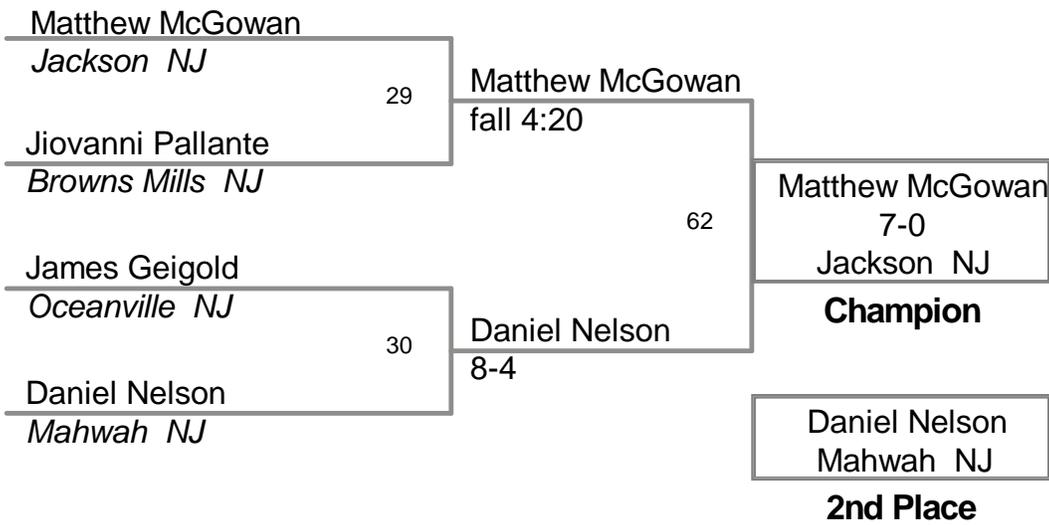 Matthew McGowan
Jackson NJ
29
Jiovanni Pallante
Browns Mills NJ
James Geigold
Oceanville NJ
30
Daniel Nelson
Mahwah NJ
Matthew McGowan
fall 4:20
62
Daniel Nelson
8-4
Matthew McGowan
7-0
Jackson NJ
Champion
Daniel Nelson
Mahwah NJ
2nd Place